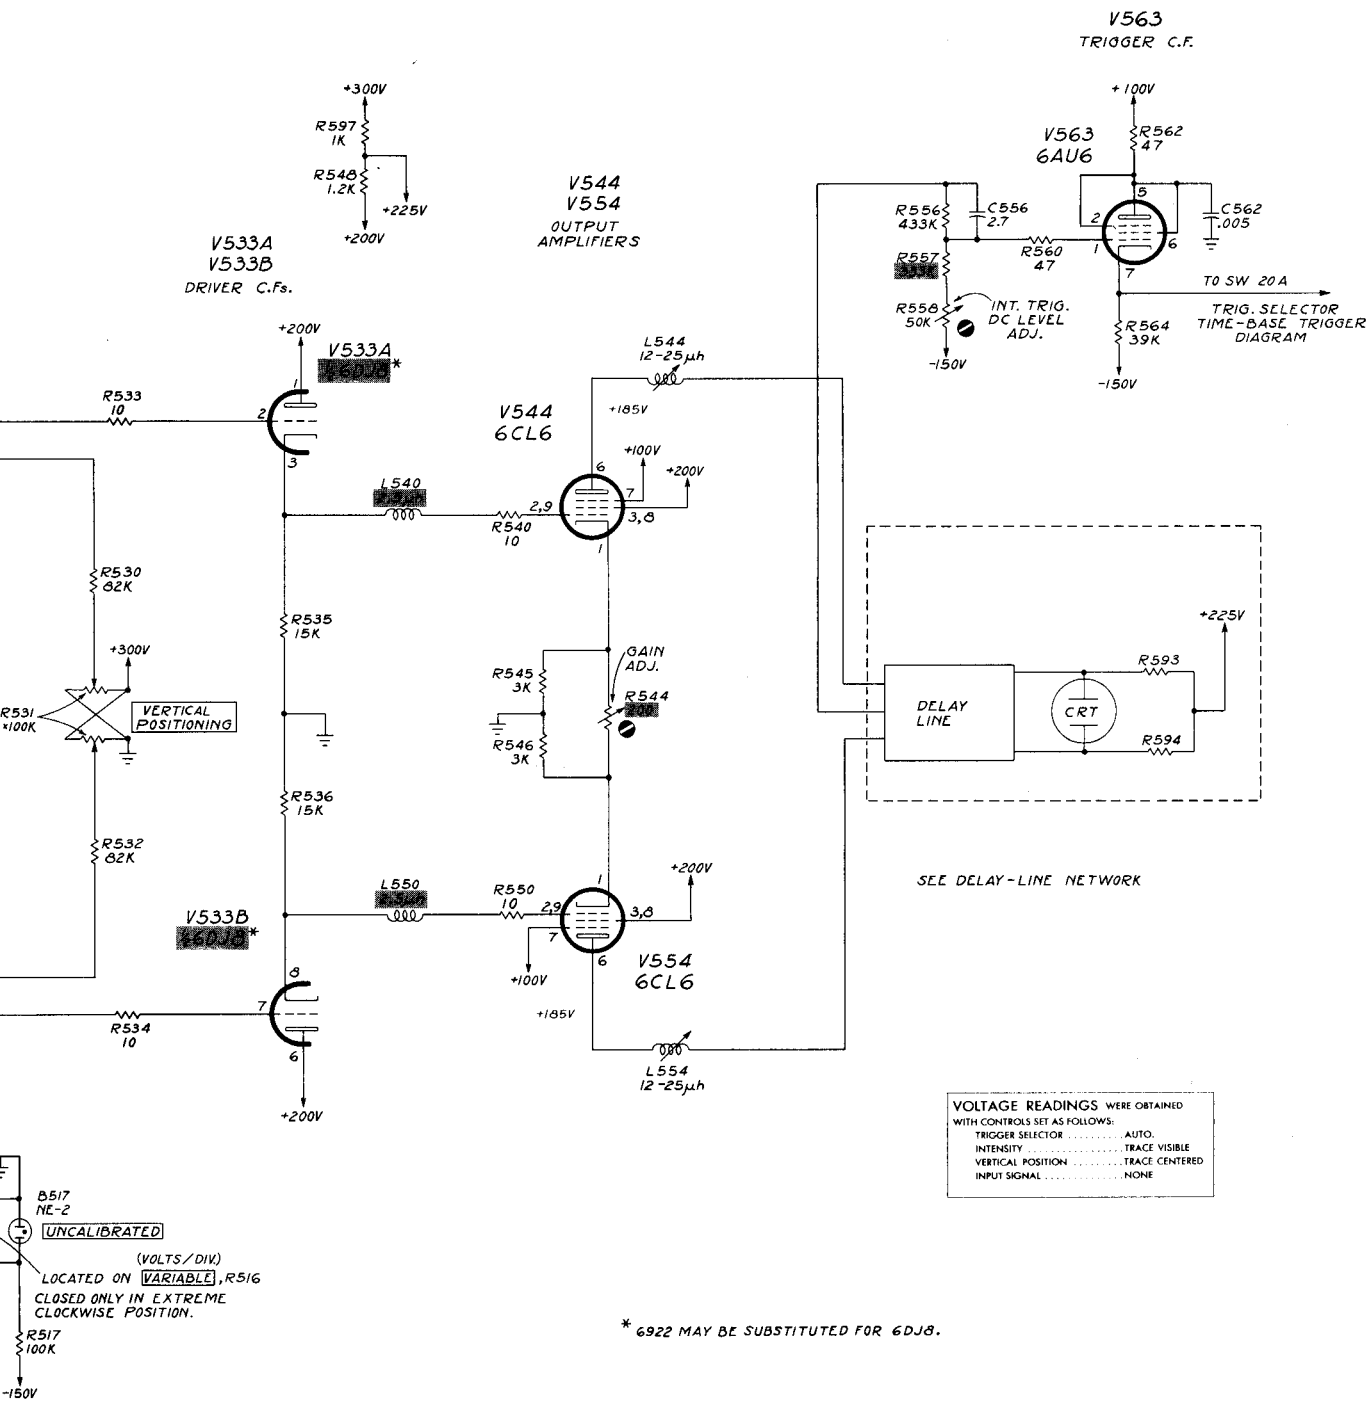 V563
TRIGGER C.F.
+300V
R597
1K
R548
1.2K
+225V
+200V
V544
V554
OUTPUT
AMPLIFIERS
V533A
V533B
DRIVER C.Fs.
+100V
V563
6AU6
R562
47
5
2
1
6
7
C562
.005
R556
433K
C556
2.7
R560
47
R557
R558
50K
INT. TRIG.
DC LEVEL
ADJ.
-150V
TO SW 20A
TRIG. SELECTOR
TIME-BASE TRIGGER
DIAGRAM
R564
39K
-150V
+200V
V533A
*
1
2
3
R533
10
L544
12-25µh
+185V
V544
6CL6
+100V
+200V
6
7
3,8
2,9
1
L540
R540
10
R530
82K
+300V
R531
*100K
VERTICAL
POSITIONING
R532
82K
R535
15K
R536
15K
R545
3K
R546
3K
GAIN
ADJ.
R544
200
DELAY
LINE
CRT
R593
R594
+225V
SEE DELAY-LINE NETWORK
V533B
*
8
7
6
R534
10
+200V
L550
R550
10
1
2,9
7
3,8
6
+200V
+100V
V554
6CL6
+185V
L554
12-25µh
VOLTAGE READINGS WERE OBTAINED
WITH CONTROLS SET AS FOLLOWS:
TRIGGER SELECTOR ......... AUTO.
INTENSITY ............... TRACE VISIBLE
VERTICAL POSITION ........ TRACE CENTERED
INPUT SIGNAL ............. NONE
B517
NE-2
UNCALIBRATED
(VOLTS/DIV.)
LOCATED ON VARIABLE, R516
CLOSED ONLY IN EXTREME
CLOCKWISE POSITION.
R517
100K
-150V
* 6922 MAY BE SUBSTITUTED FOR 6DJ8.